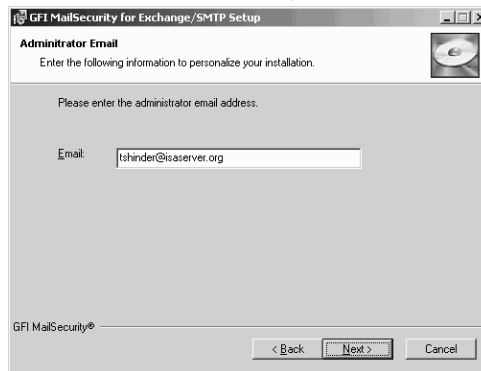 GFI MailSecurity for Exchange/SMTP Setup
Adminitrator Email
Enter the following information to personalize your installation.
Please enter the administrator email address.
Email:
tshinder@isaserver.org
GFI MailSecurity®
< Back
Next >
Cancel